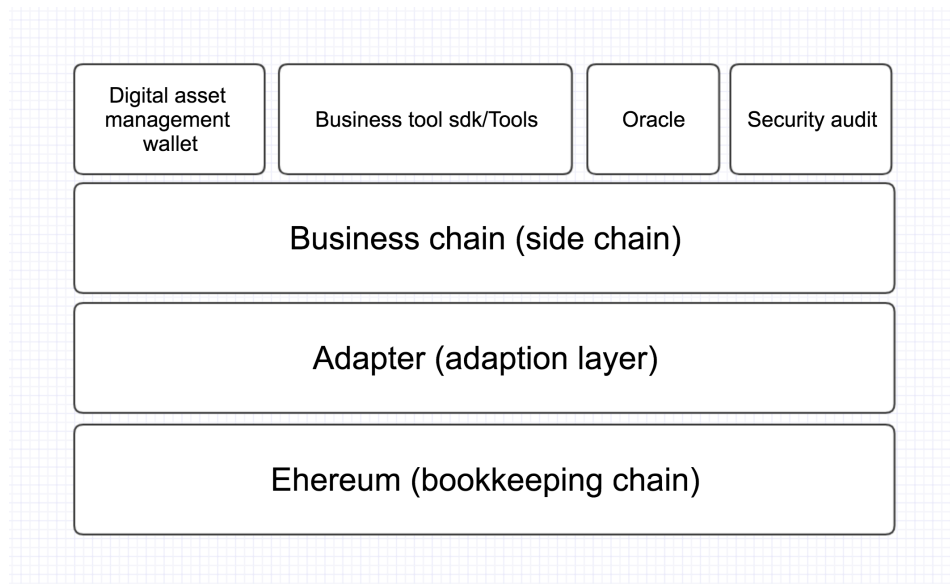 Digital asset
management
wallet
Business tool sdk/Tools
Oracle
Security audit
Business chain (side chain)
Adapter (adaption layer)
Ehereum (bookkeeping chain)